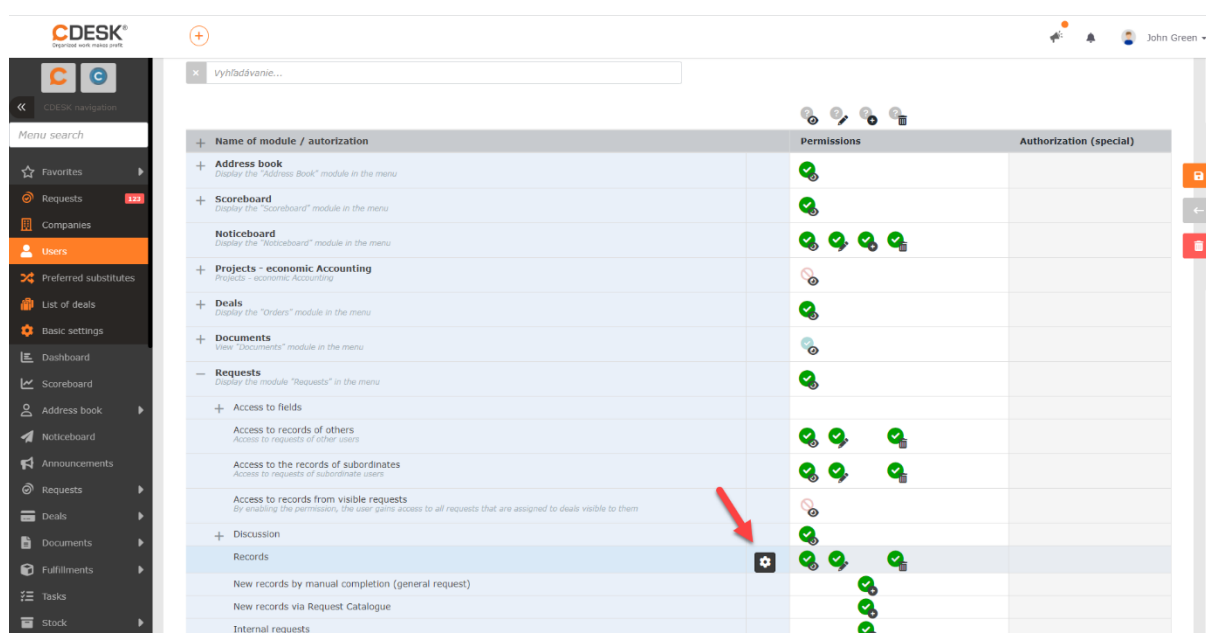 CDESK®
Organized work makes profit
John Green
C
C
CDESK navigation
Menu search
Favorites
Requests 123
Companies
Users
Preferred substitutes
List of deals
Basic settings
Dashboard
Scoreboard
Address book
Noticeboard
Announcements
Requests
Deals
Documents
Fulfillments
Tasks
Stock
× Vyhľadávanie...
Name of module / autorization Permissions Authorization (special)
Address book
Display the "Address Book" module in the menu
Scoreboard
Display the "Scoreboard" module in the menu
Noticeboard
Display the "Noticeboard" module in the menu
Projects - economic Accounting
Projects - economic Accounting
Deals
Display the "Orders" module in the menu
Documents
View "Documents" module in the menu
Requests
Display the module "Requests" in the menu
Access to fields
Access to records of others
Access to requests of other users
Access to the records of subordinates
Access to requests of subordinate users
Access to records from visible requests
By enabling the permission, the user gains access to all requests that are assigned to deals visible to them
Discussion
Records
New records by manual completion (general request)
New records via Request Catalogue
Internal requests